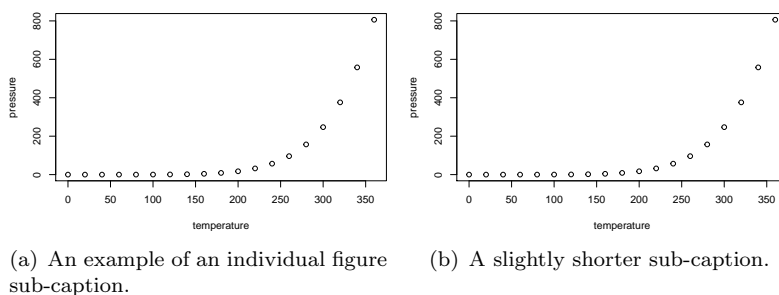 800
600
400
200
0
pressure
0 50 100 150 200 250 300 350
temperature
(a) An example of an individual figure
sub-caption.
800
600
400
200
0
pressure
0 50 100 150 200 250 300 350
temperature
(b) A slightly shorter sub-caption.